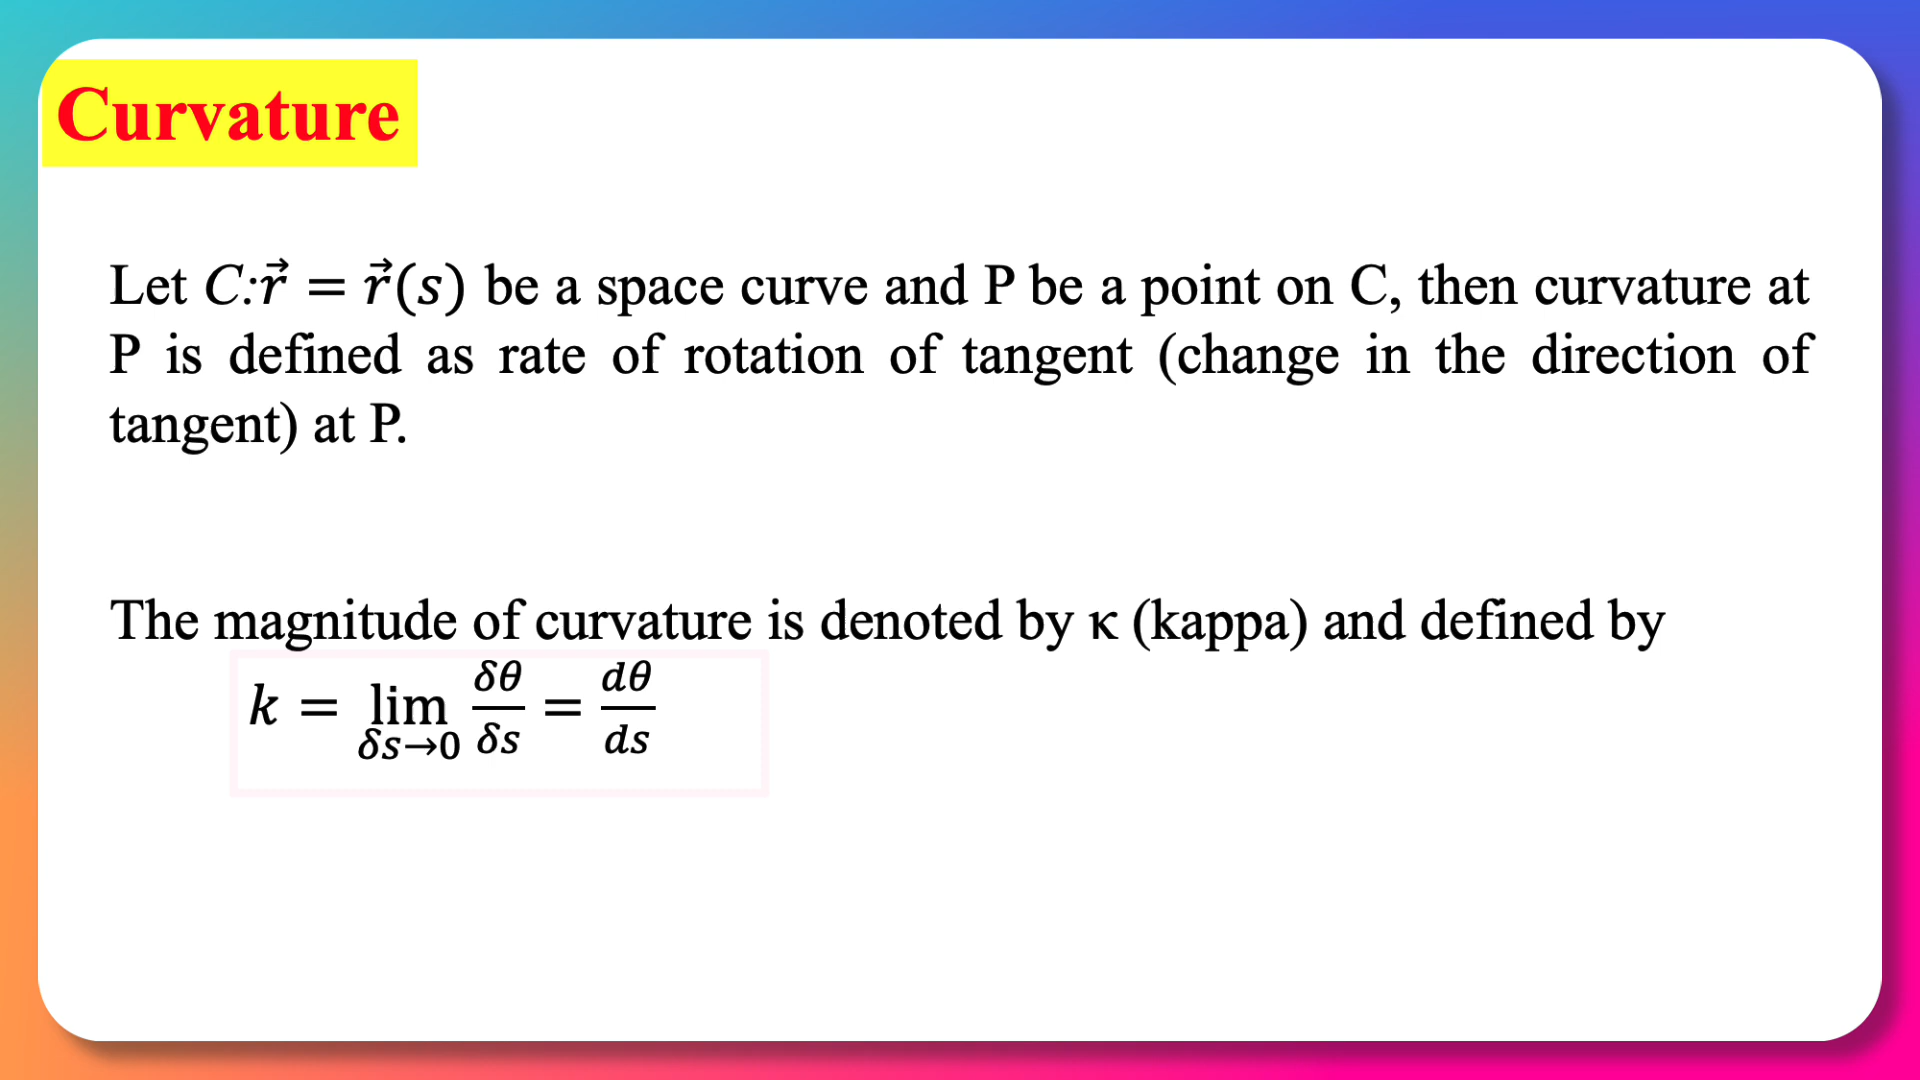 Curvature
Let C:r⃗ = r⃗(s) be a space curve and P be a point on C, then curvature at
P is defined as rate of rotation of tangent (change in the direction of
tangent) at P.
The magnitude of curvature is denoted by κ (kappa) and defined by
k = lim δs→0 δθ/δs = dθ/ds